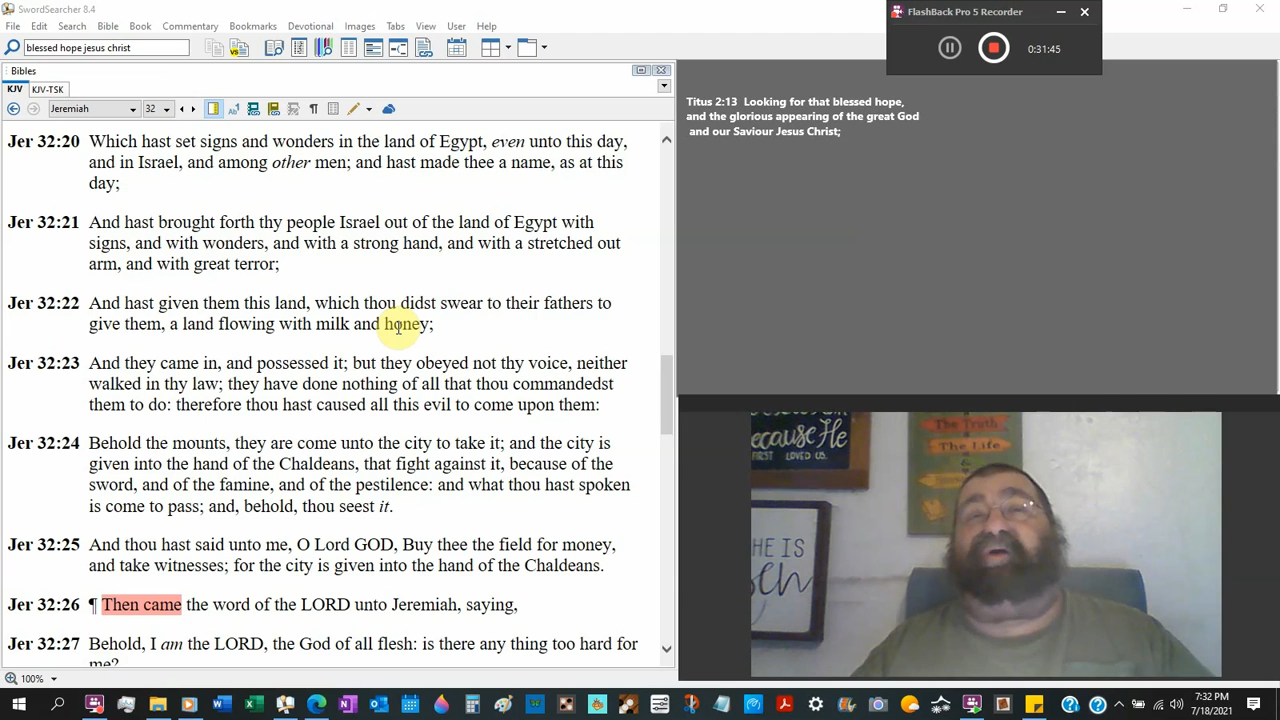 SwordSearcher 8.4
File Edit Search Bible Book Commentary Bookmarks Devotional Images Tabs View User Help
blessed hope jesus christ
Bibles
KJV KJV-TSK
Jeremiah 32
Jer 32:20 Which hast set signs and wonders in the land of Egypt, even unto this day,
and in Israel, and among other men; and hast made thee a name, as at this
day;
Jer 32:21 And hast brought forth thy people Israel out of the land of Egypt with
signs, and with wonders, and with a strong hand, and with a stretched out
arm, and with great terror;
Jer 32:22 And hast given them this land, which thou didst swear to their fathers to
give them, a land flowing with milk and honey;
Jer 32:23 And they came in, and possessed it; but they obeyed not thy voice, neither
walked in thy law; they have done nothing of all that thou commandedst
them to do: therefore thou hast caused all this evil to come upon them:
Jer 32:24 Behold the mounts, they are come unto the city to take it; and the city is
given into the hand of the Chaldeans, that fight against it, because of the
sword, and of the famine, and of the pestilence: and what thou hast spoken
is come to pass; and, behold, thou seest it.
Jer 32:25 And thou hast said unto me, O Lord GOD, Buy thee the field for money,
and take witnesses; for the city is given into the hand of the Chaldeans.
Jer 32:26 ¶ Then came the word of the LORD unto Jeremiah, saying,
Jer 32:27 Behold, I am the LORD, the God of all flesh: is there any thing too hard for
me?
100%
FlashBack Pro 5 Recorder
0:31:45
Titus 2:13 Looking for that blessed hope,
and the glorious appearing of the great God
and our Saviour Jesus Christ;
Because He
FIRST LOVED US.
The Truth
The Life
HE IS
7:32 PM
7/18/2021